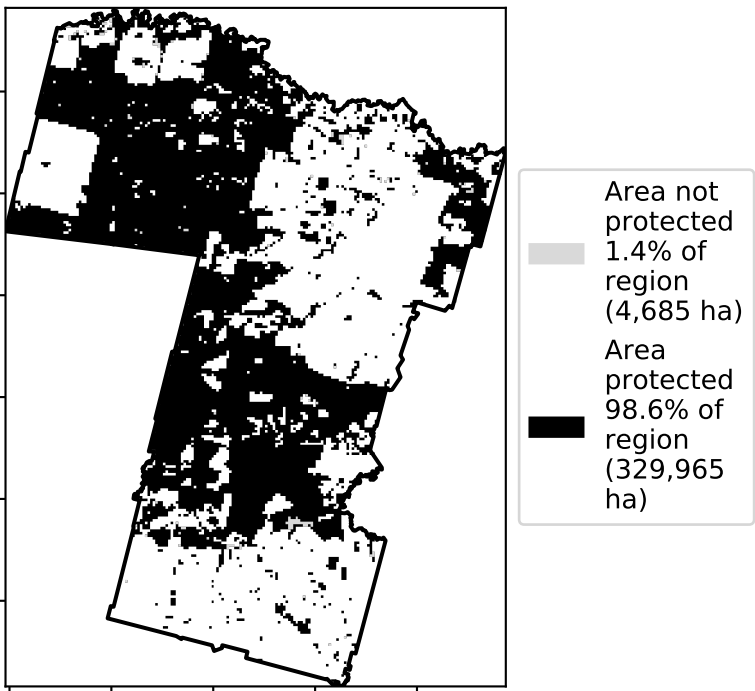 Area not
protected
1.4% of
region
(4,685 ha)
Area
protected
98.6% of
region
(329,965
ha)